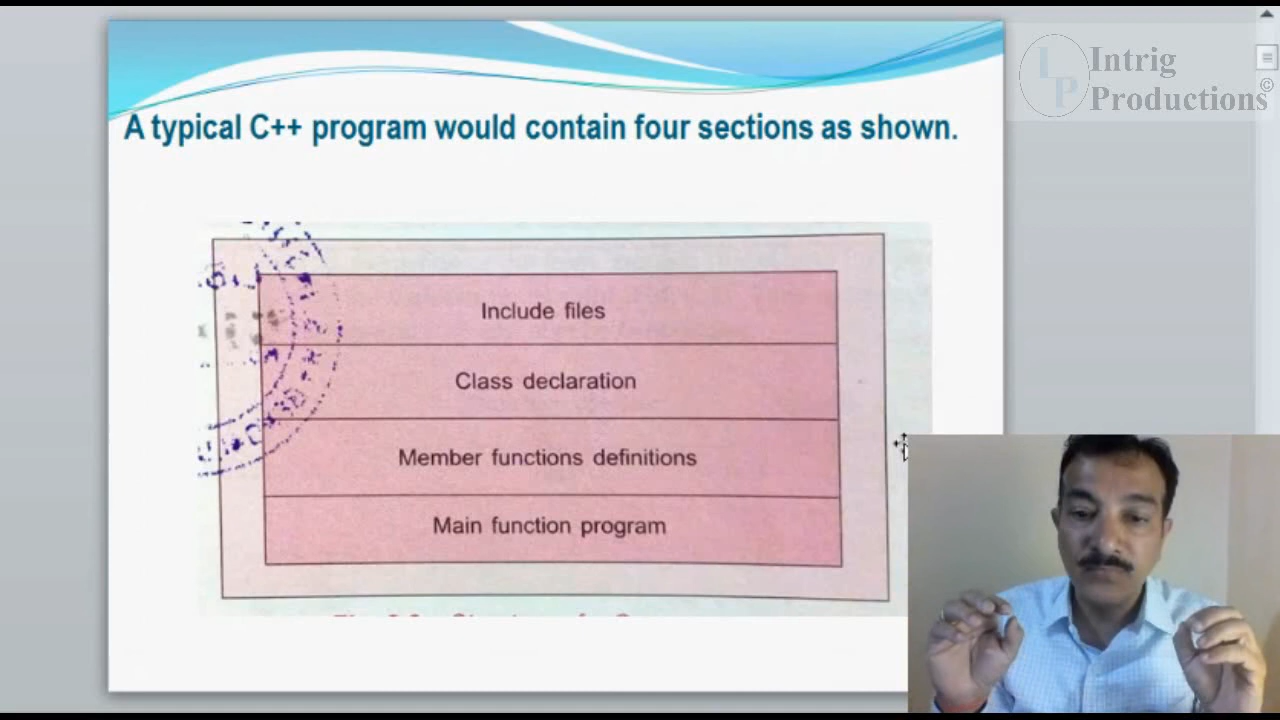 A typical C++ program would contain four sections as shown.
Intrig
Productions©
LP
Include files
Class declaration
Member functions definitions
Main function program